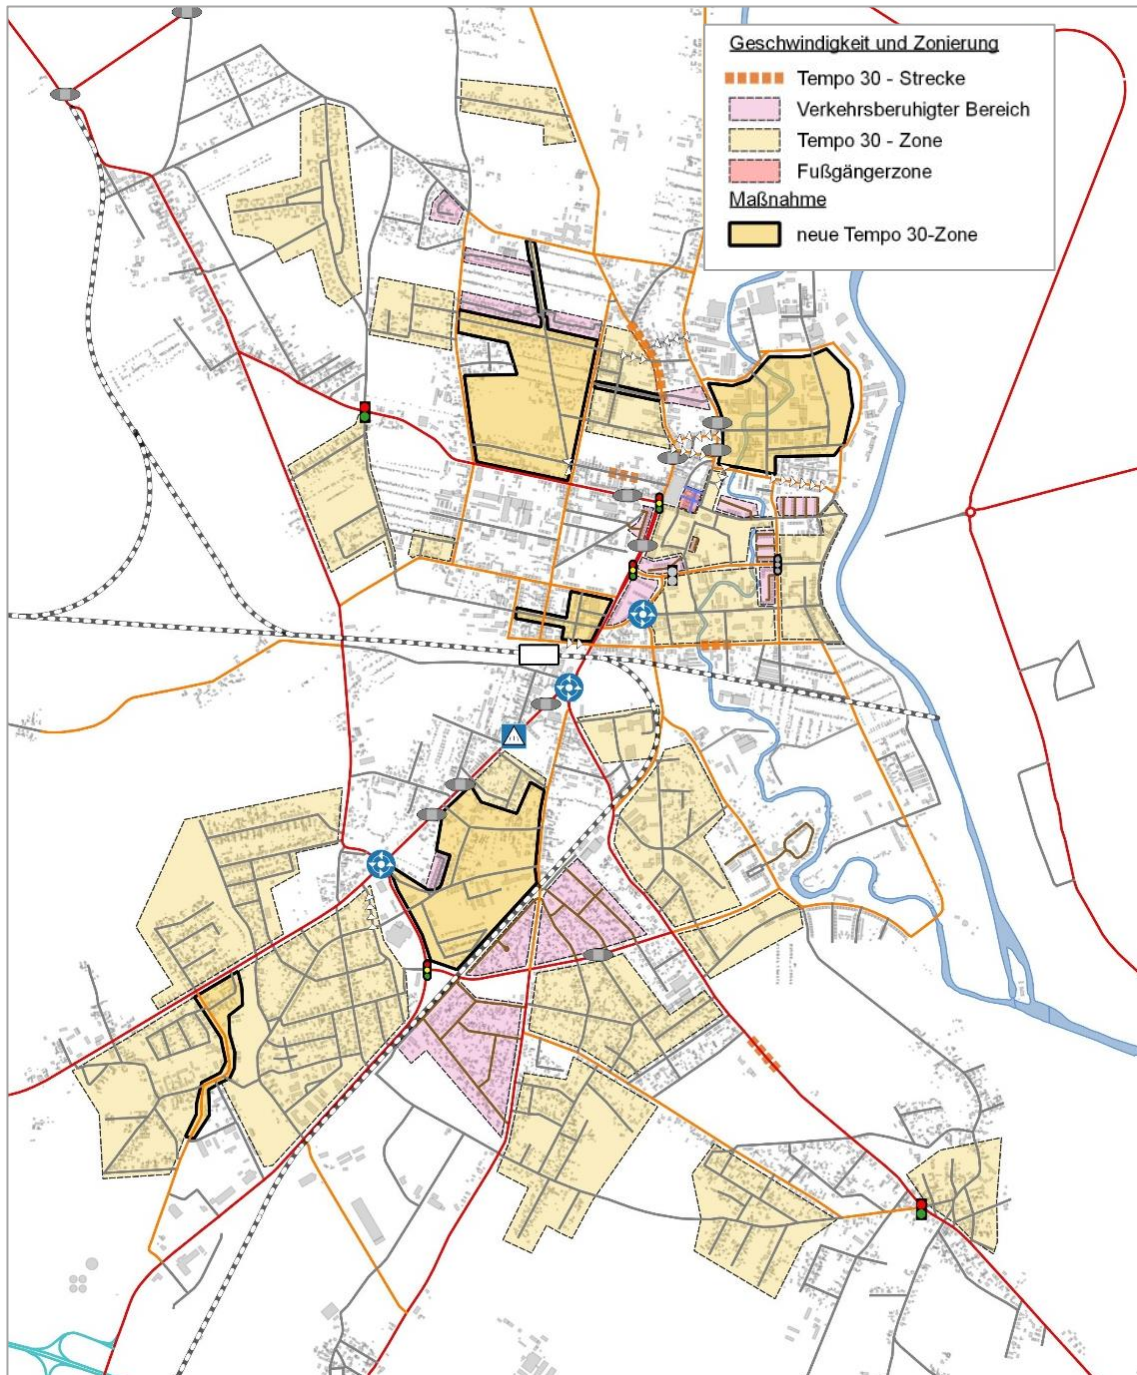 Geschwindigkeit und Zonierung
Tempo 30 - Strecke
Verkehrsberuhigter Bereich
Tempo 30 - Zone
Fußgängerzone
Maßnahme
neue Tempo 30-Zone